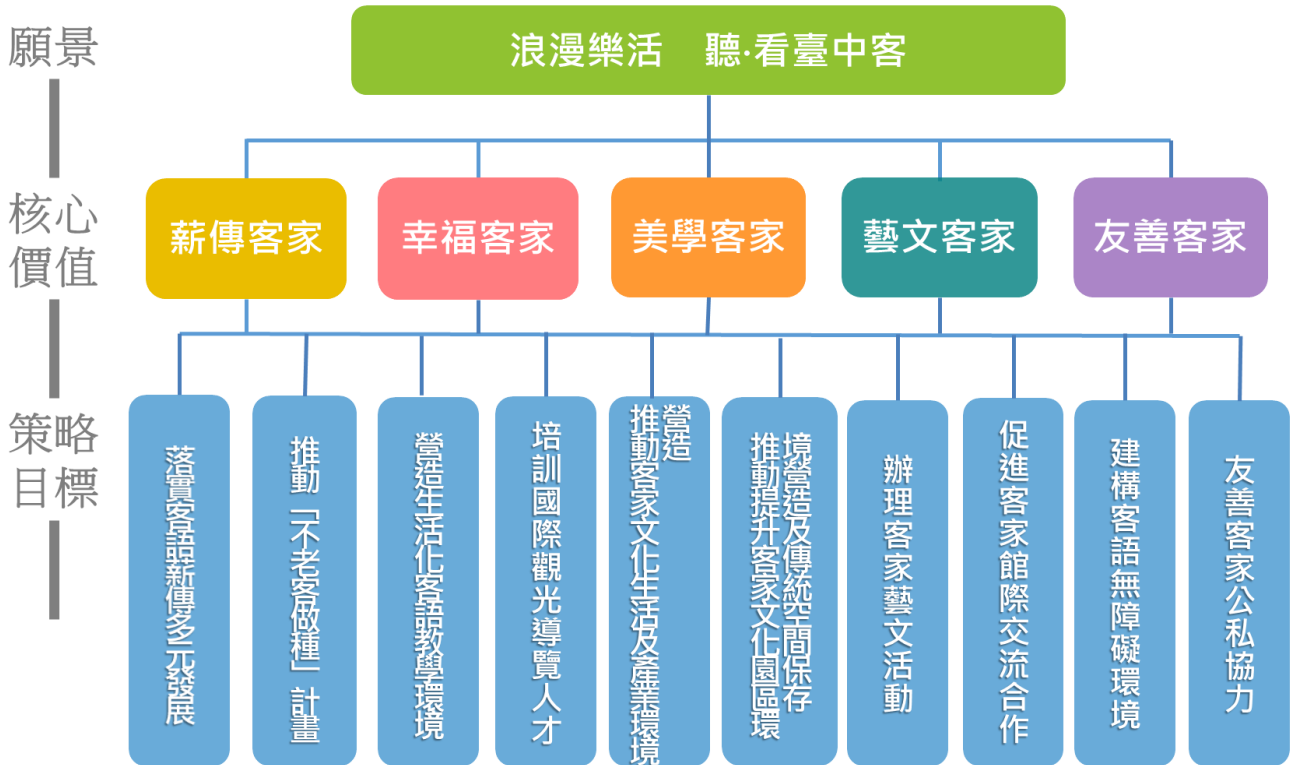 願景
浪漫樂活　聽‧看臺中客
核心
價值
薪傳客家
幸福客家
美學客家
藝文客家
友善客家
策略
目標
落實客語薪傳多元發展
推動「不老客做種」計畫
營造生活化客語教學環境
培訓國際觀光導覽人才
推動客家文化生活及產業環境
營造
推動提升客家文化園區環
境營造及傳統空間保存
辦理客家藝文活動
促進客家館際交流合作
建構客語無障礙環境
友善客家公私協力